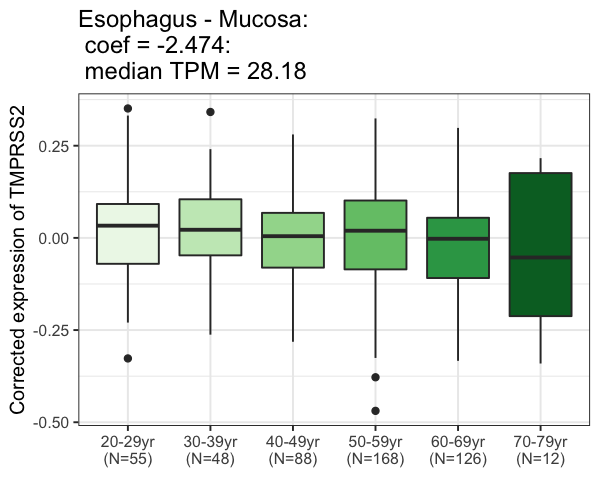 Esophagus - Mucosa:
coef = -2.474:
median TPM = 28.18
Corrected expression of TMPRSS2
0.25
0.00
-0.25
-0.50
20-29yr 30-39yr 40-49yr 50-59yr 60-69yr 70-79yr
(N=55) (N=48) (N=88) (N=168) (N=126) (N=12)